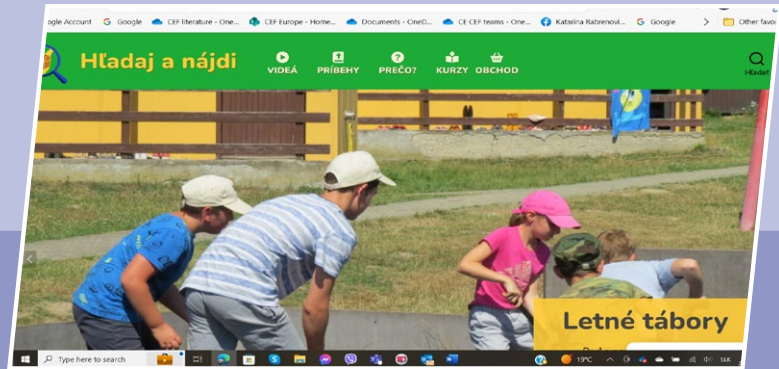 ogle Account Google CEF literature - One... CEF Europe - Home... Documents - OneD... CE CEF teams - One... Katarina Rabrenovi... Google Other favo
Hľadaj a nájdi
VIDEÁ PRÍBEHY PREČO? KURZY OBCHOD
Hľadať
Letné tábory
Type here to search 19°C SLK